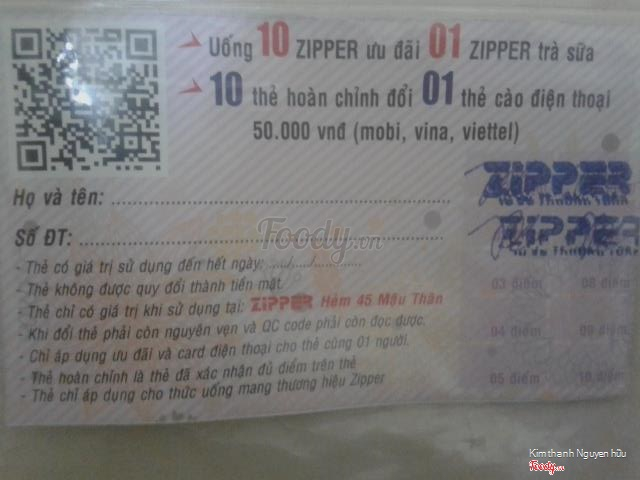 Uống 10 ZIPPER ưu đãi 01 ZIPPER trà sữa
10 thẻ hoàn chỉnh đổi 01 thẻ cào điện thoại
50.000 vnđ (mobi, vina, viettel)
Họ và tên:
ZIPPER
ZIPPER
Số ĐT:
Foody.vn
- Thẻ có giá trị sử dụng đến hết ngày: ..../..../....
- Thẻ không được quy đổi thành tiền mặt
- Thẻ chỉ có giá trị khi sử dụng tại: ZIPPER Hẻm 45 Mậu Thân
- Khi đổi thẻ phải còn nguyên vẹn và QC code phải còn đọc được.
- Chỉ áp dụng ưu đãi và card điện thoại cho thẻ cùng 01 người.
- Thẻ hoàn chỉnh là thẻ đã xác nhận đủ điểm trên thẻ
- Thẻ chỉ áp dụng cho thức uống mang thương hiệu Zipper
03 điểm 08 điểm
04 điểm 09 điểm
05 điểm 10 điểm
Kimthanh Nguyen hữu
Foody.vn